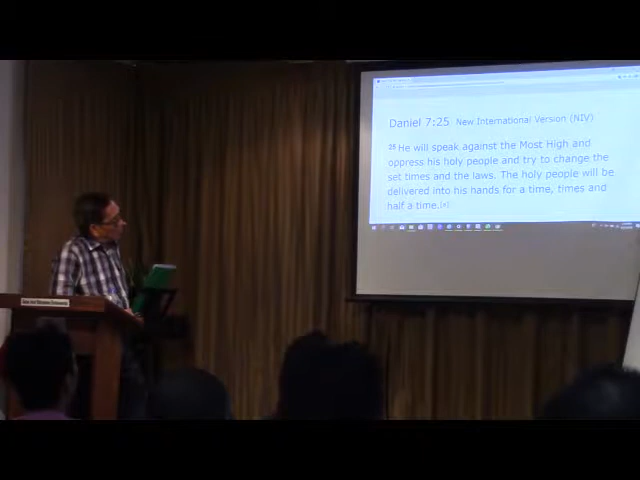 Daniel 7:25 New International Version (NIV)
25 He will speak against the Most High and
oppress his holy people and try to change the
set times and the laws. The holy people will be
delivered into his hands for a time, times and
half a time.[a]